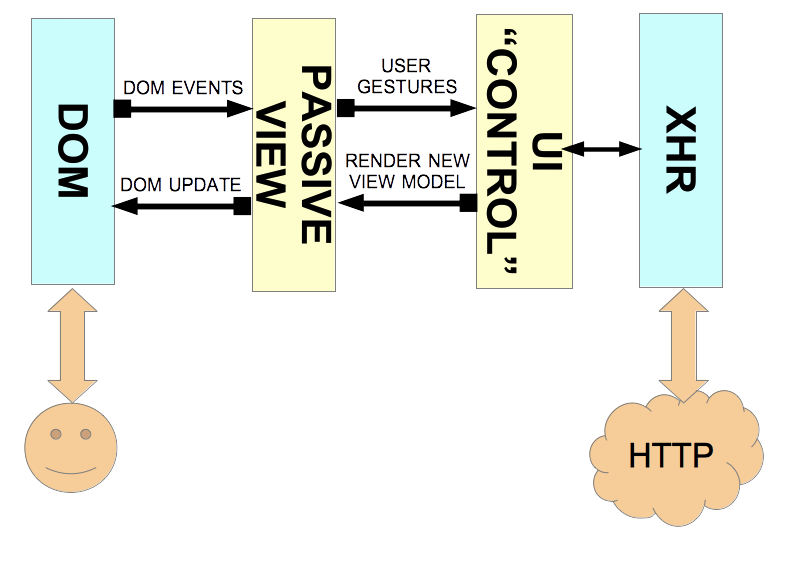 DOM
DOM EVENTS
DOM UPDATE
PASSIVE
VIEW
USER
GESTURES
RENDER NEW
VIEW MODEL
UI
“CONTROL”
XHR
HTTP